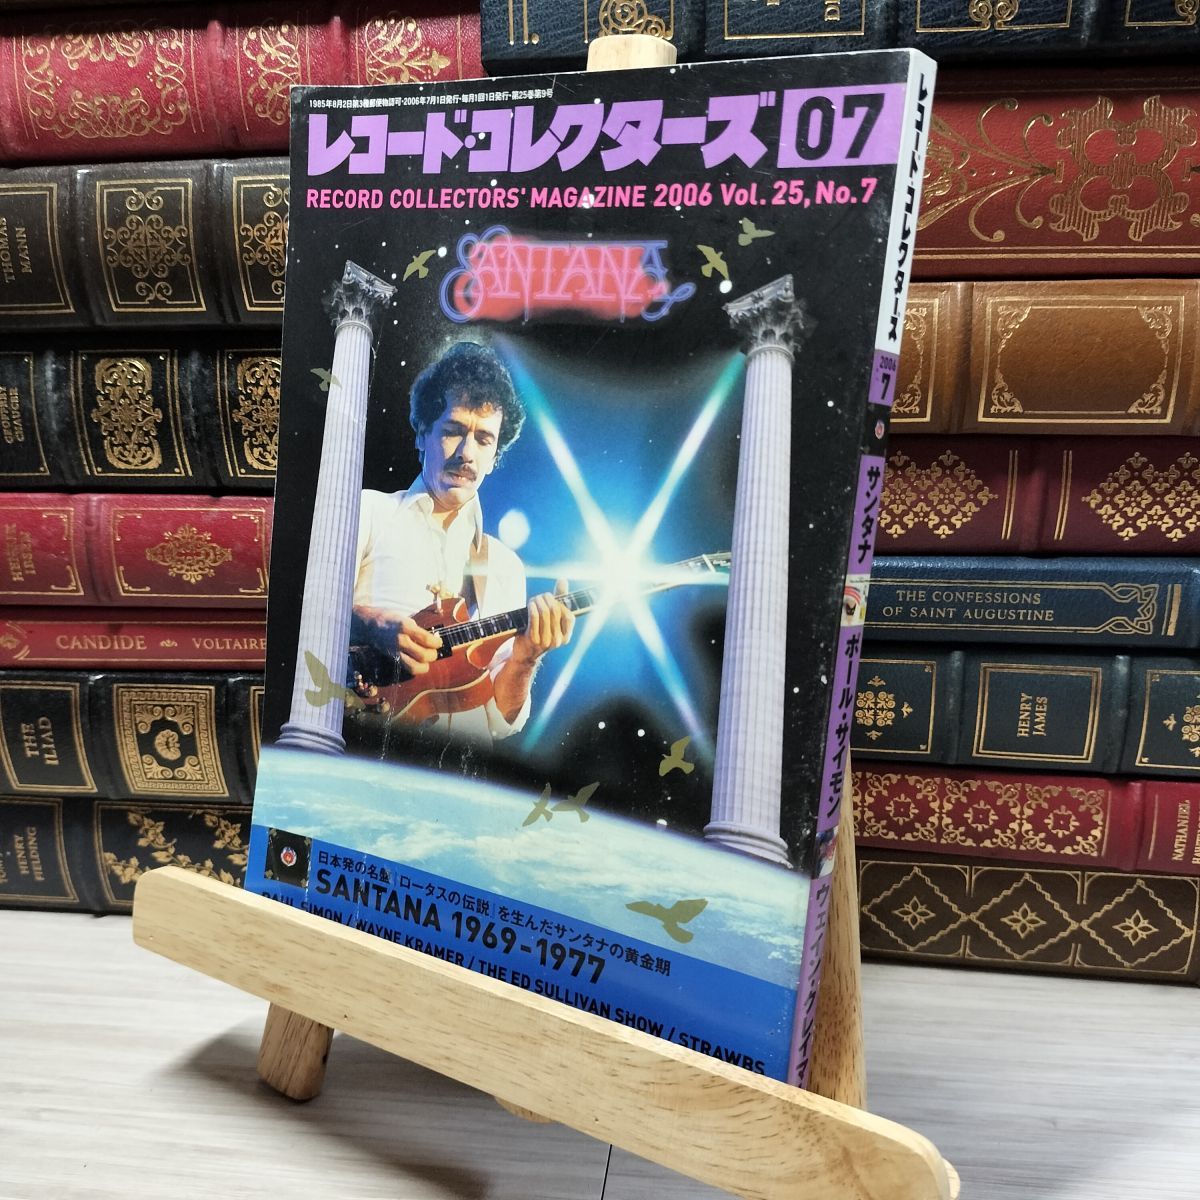 1985年8月2日第3種郵便物認可・2006年7月1日発行・毎月1回1日発行・第25巻第9号
レコード・コレクターズ 07
RECORD COLLECTORS' MAGAZINE 2006 Vol. 25, No. 7
SANTANA
日本発の名盤『ロータスの伝説』を生んだサンタナの黄金期
SANTANA 1969-1977
PAUL SIMON / WAYNE KRAMER / THE ED SULLIVAN SHOW / STRAWBS
レコード・コレクターズ
2006
7
サンタナ
ポール・サイモン
ウェイン・クレイマー
THOMAS
MANN
GEOFFREY
CHAUCER
HENRIK
IBSEN
CANDIDE
VOLTAIRE
THE
ILIAD
HENRY
FIELDING
THE CONFESSIONS
OF SAINT AUGUSTINE
HENRY
JAMES
NATHANIEL